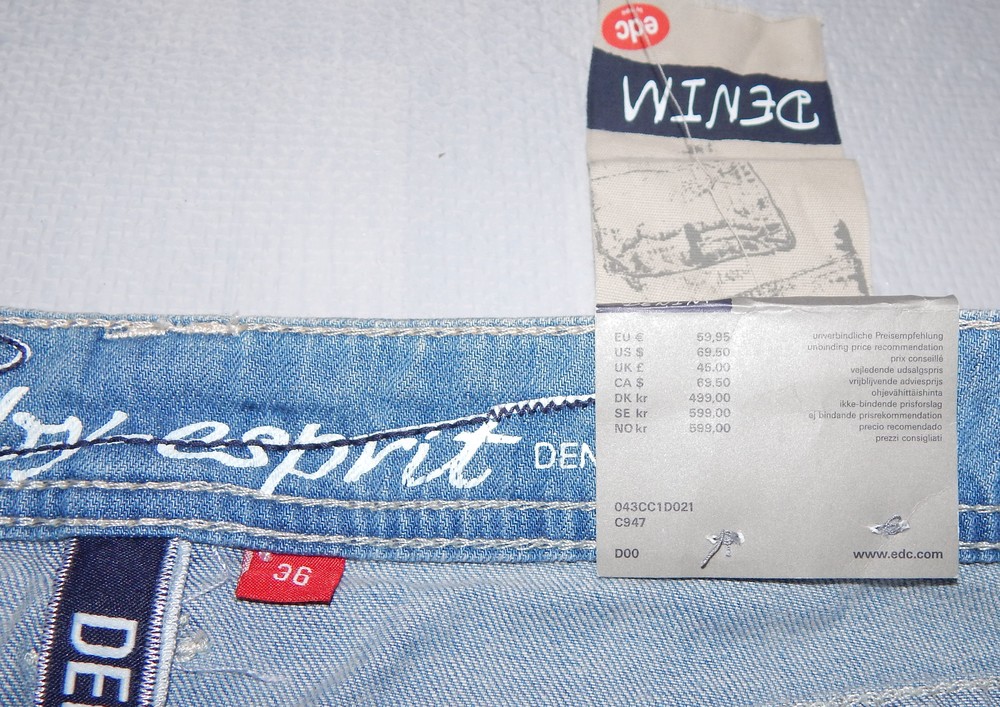 edc
DENIM
EU € 59,95
US $ 69.50
UK £ 45.00
CA $ 69.50
DK kr 499,00
SE kr 599,00
NO kr 599,00
unverbindliche Preisempfehlung
unbinding price recommendation
prix conseillé
vejledende udsalgspris
vrijblijvende adviesprijs
ohjevähittäishinta
ikke-bindende prisforslag
ej bindande prisrekommendation
precio recomendado
prezzi consigliati
043CC1D021
C947
D00
www.edc.com
by esprit DEN
36
DE